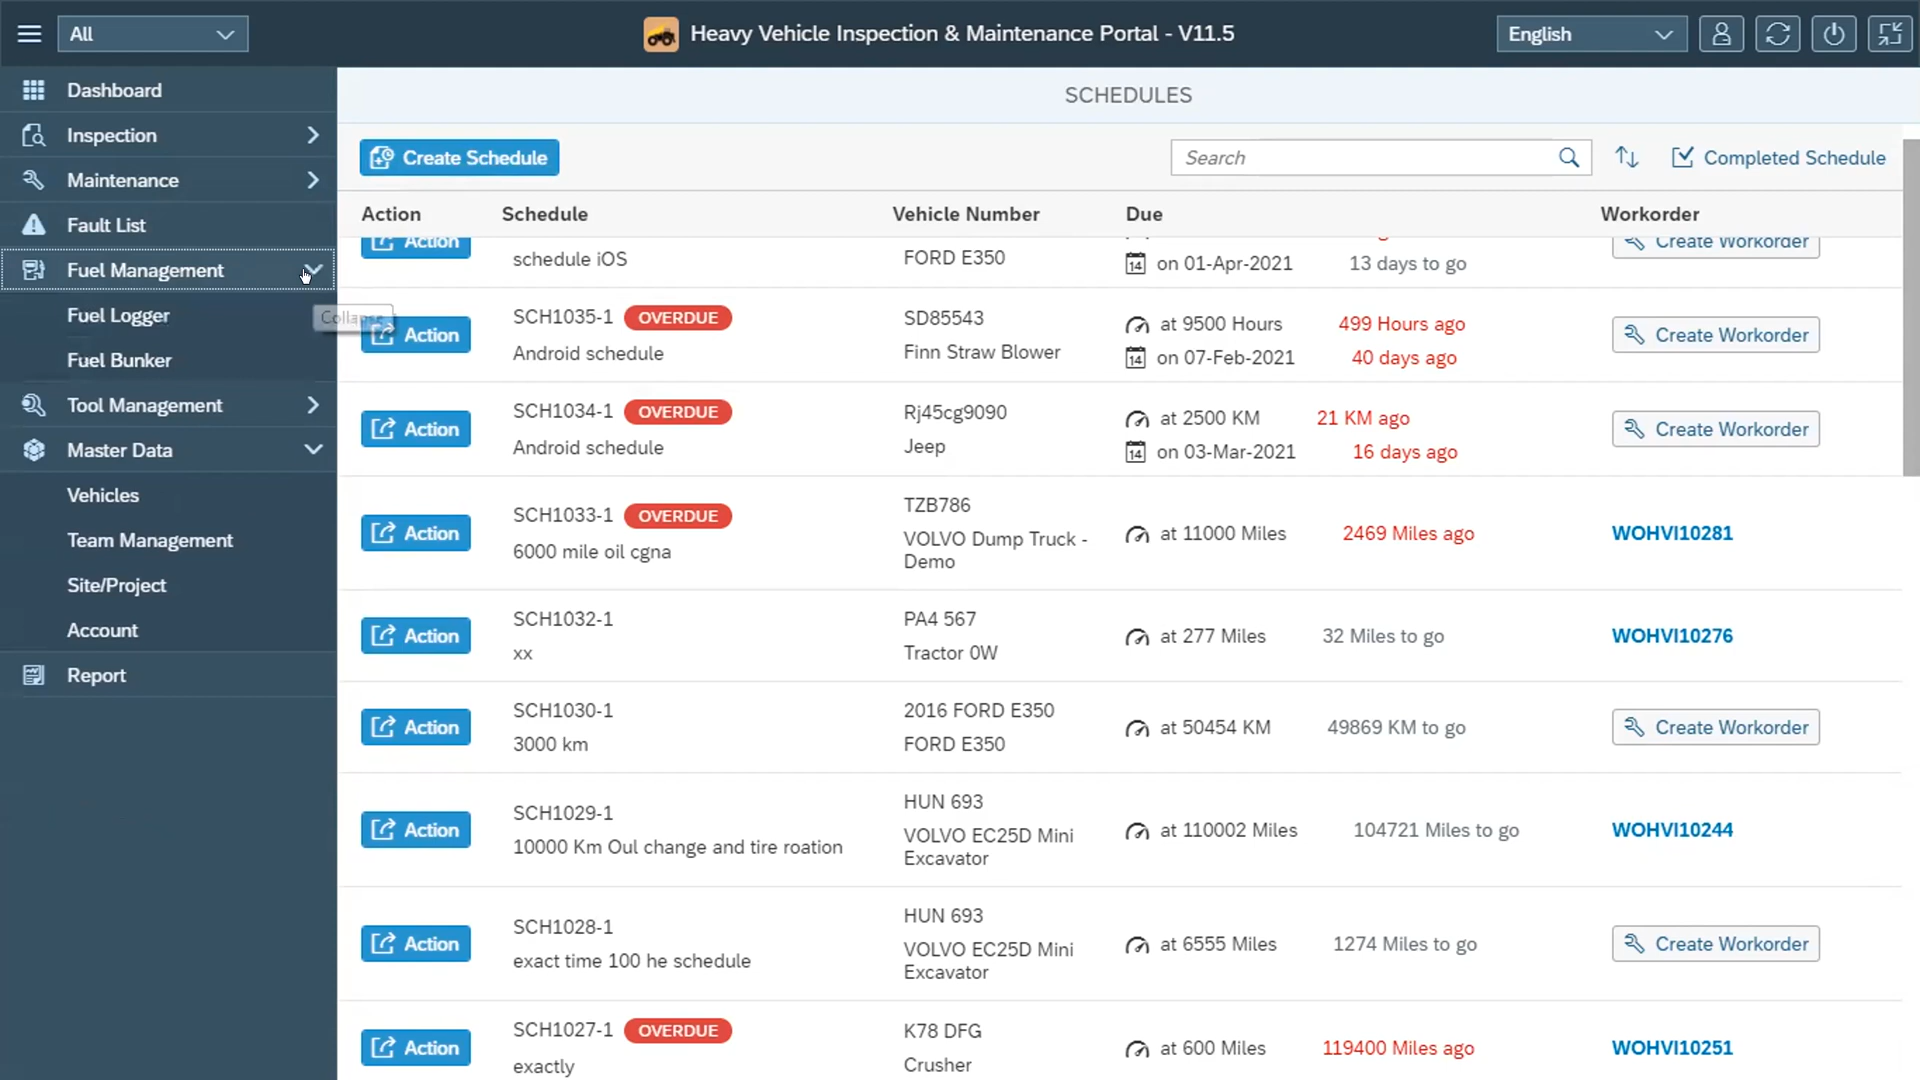 All
Heavy Vehicle Inspection & Maintenance Portal - V11.5
English
Dashboard
Inspection
Maintenance
Fault List
Fuel Management
Fuel Logger
Fuel Bunker
Tool Management
Master Data
Vehicles
Team Management
Site/Project
Account
Report
Collapse
SCHEDULES
Create Schedule
Search
Completed Schedule
Action Schedule Vehicle Number Due Workorder
Action Create Workorder
schedule iOS FORD E350 14 on 01-Apr-2021 13 days to go
SCH1035-1 OVERDUE SD85543 at 9500 Hours 499 Hours ago
Action Create Workorder
Android schedule Finn Straw Blower 14 on 07-Feb-2021 40 days ago
SCH1034-1 OVERDUE Rj45cg9090 at 2500 KM 21 KM ago
Action Create Workorder
Android schedule Jeep 14 on 03-Mar-2021 16 days ago
SCH1033-1 OVERDUE TZB786
Action at 11000 Miles 2469 Miles ago WOHVI10281
6000 mile oil cgna VOLVO Dump Truck -
Demo
SCH1032-1 PA4 567
Action at 277 Miles 32 Miles to go WOHVI10276
xx Tractor 0W
SCH1030-1 2016 FORD E350
Action at 50454 KM 49869 KM to go Create Workorder
3000 km FORD E350
SCH1029-1 HUN 693
Action at 110002 Miles 104721 Miles to go WOHVI10244
10000 Km Oul change and tire roation VOLVO EC25D Mini
Excavator
SCH1028-1 HUN 693
Action at 6555 Miles 1274 Miles to go Create Workorder
exact time 100 he schedule VOLVO EC25D Mini
Excavator
SCH1027-1 OVERDUE K78 DFG
Action at 600 Miles 119400 Miles ago WOHVI10251
exactly Crusher